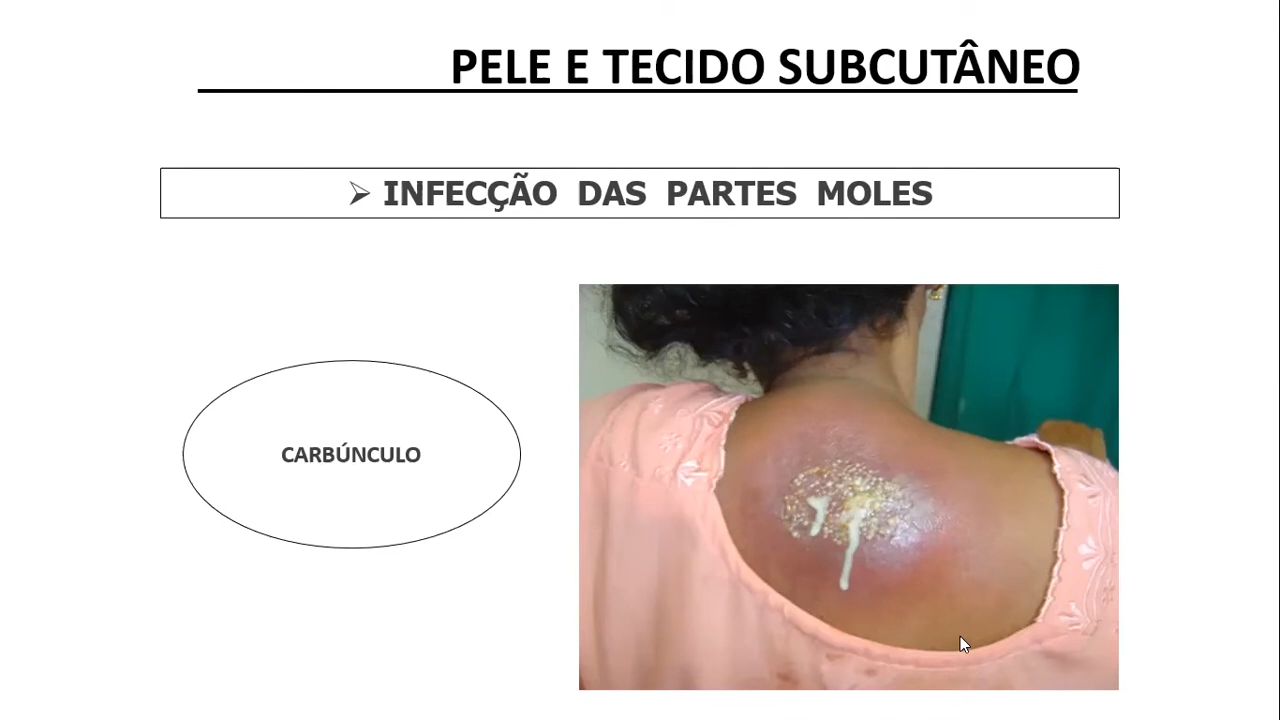 PELE E TECIDO SUBCUTÂNEO
➢ INFECÇÃO DAS PARTES MOLES
CARBÚNCULO